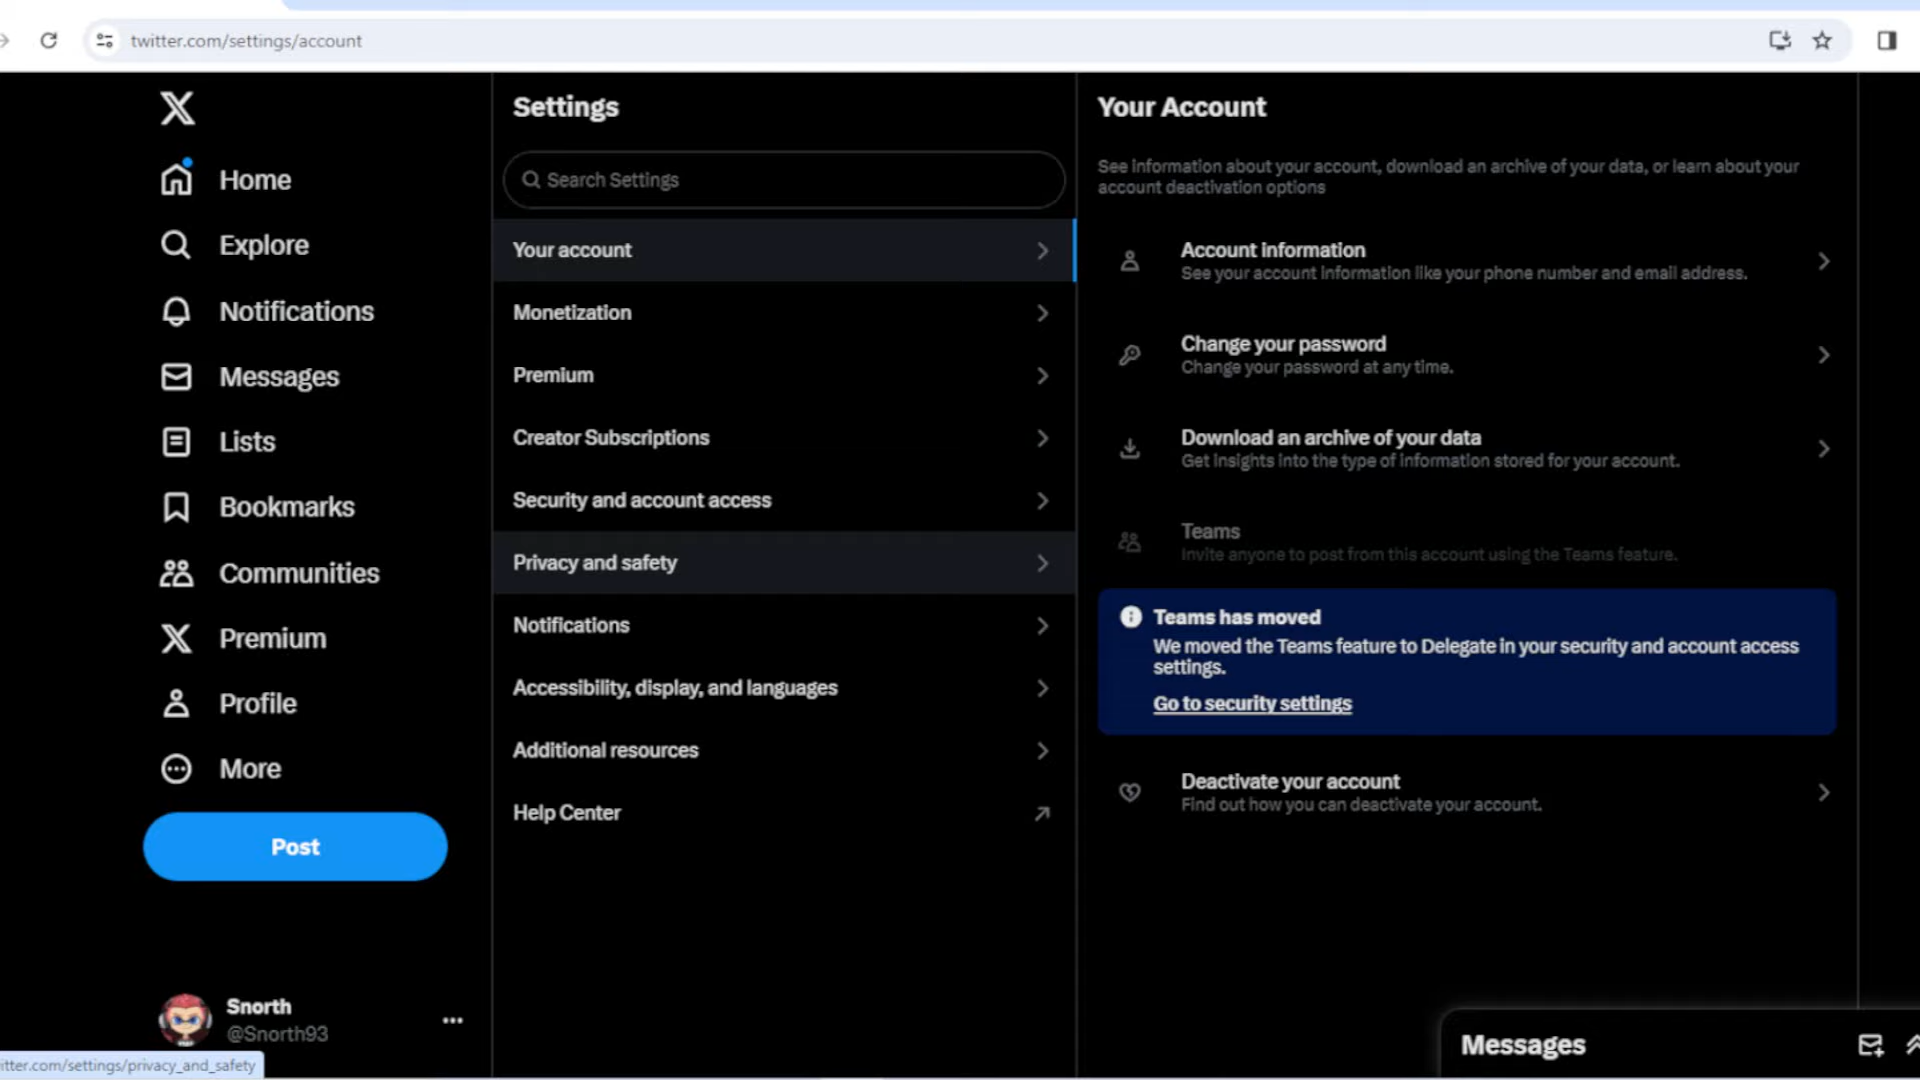 twitter.com/settings/account
Home
Explore
Notifications
Messages
Lists
Bookmarks
Communities
Premium
Profile
More
Post
Snorth
@Snorth93
itter.com/settings/privacy_and_safety
Settings
Search Settings
Your account
Monetization
Premium
Creator Subscriptions
Security and account access
Privacy and safety
Notifications
Accessibility, display, and languages
Additional resources
Help Center
Your Account
See information about your account, download an archive of your data, or learn about your
account deactivation options
Account information
See your account information like your phone number and email address.
Change your password
Change your password at any time.
Download an archive of your data
Get insights into the type of information stored for your account.
Teams
Invite anyone to post from this account using the Teams feature.
Teams has moved
We moved the Teams feature to Delegate in your security and account access
settings.
Go to security settings
Deactivate your account
Find out how you can deactivate your account.
Messages